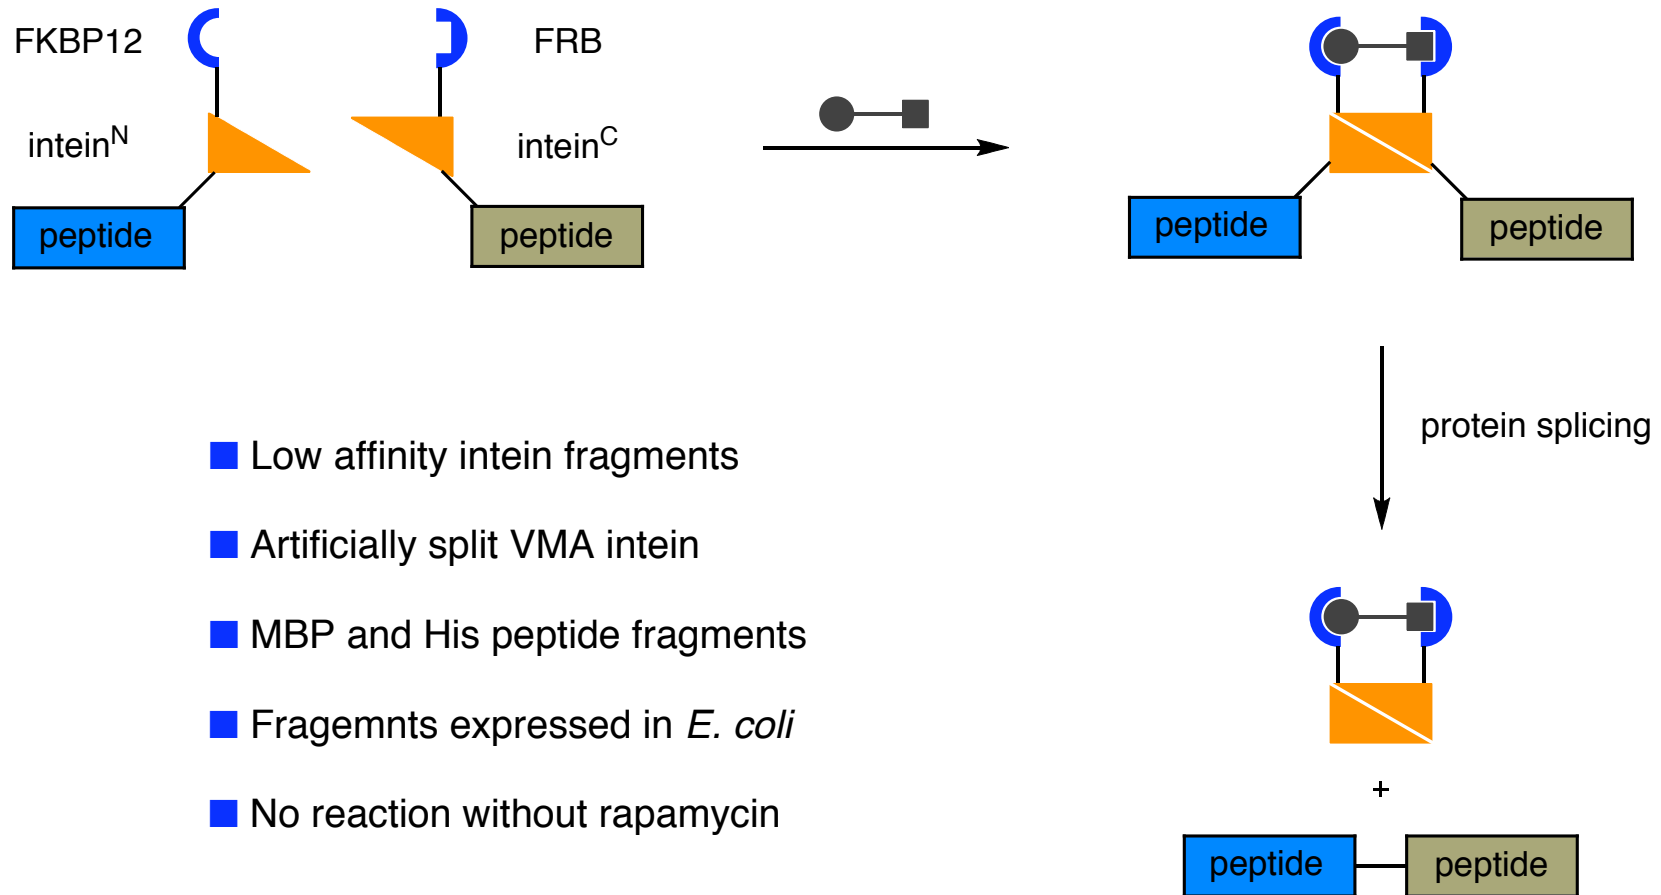 FKBP12
FRB
intein^N
intein^C
peptide
peptide
peptide
peptide
protein splicing
Low affinity intein fragments
Artificially split VMA intein
MBP and His peptide fragments
Fragemnts expressed in E. coli
No reaction without rapamycin
+
peptide
peptide